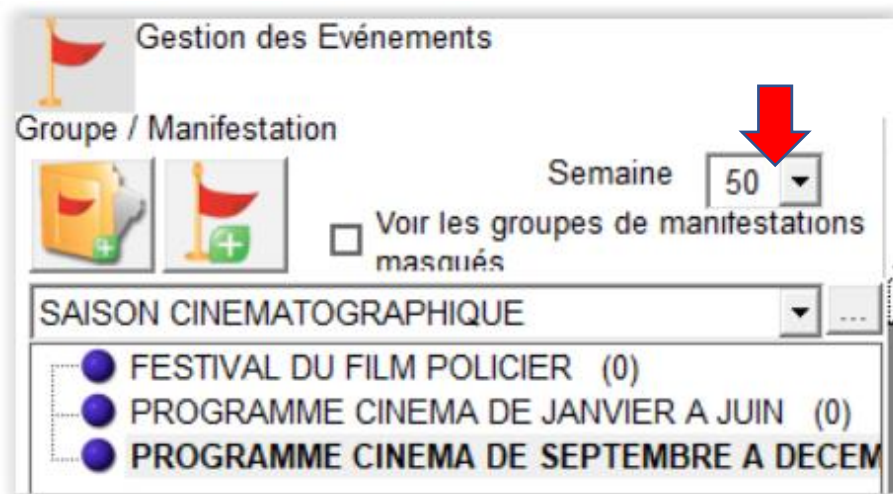 Gestion des Evénements
Groupe / Manifestation
Semaine 50
Voir les groupes de manifestations
masqués
SAISON CINEMATOGRAPHIQUE ...
FESTIVAL DU FILM POLICIER (0)
PROGRAMME CINEMA DE JANVIER A JUIN (0)
PROGRAMME CINEMA DE SEPTEMBRE A DECEM